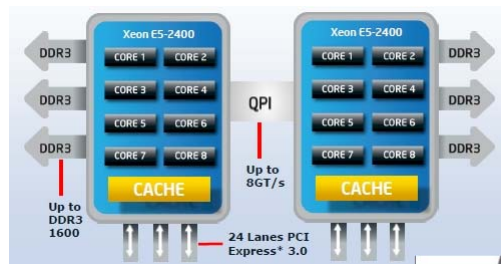 Xeon E5-2400
CORE 1 CORE 2
CORE 3 CORE 4
CORE 5 CORE 6
CORE 7 CORE 8
CACHE
DDR3
DDR3
DDR3
Up to
DDR3
1600
QPI
Up to
8GT/s
24 Lanes PCI
Express* 3.0
Xeon E5-2400
CORE 1 CORE 2
CORE 3 CORE 4
CORE 5 CORE 6
CORE 7 CORE 8
CACHE
DDR3
DDR3
DDR3